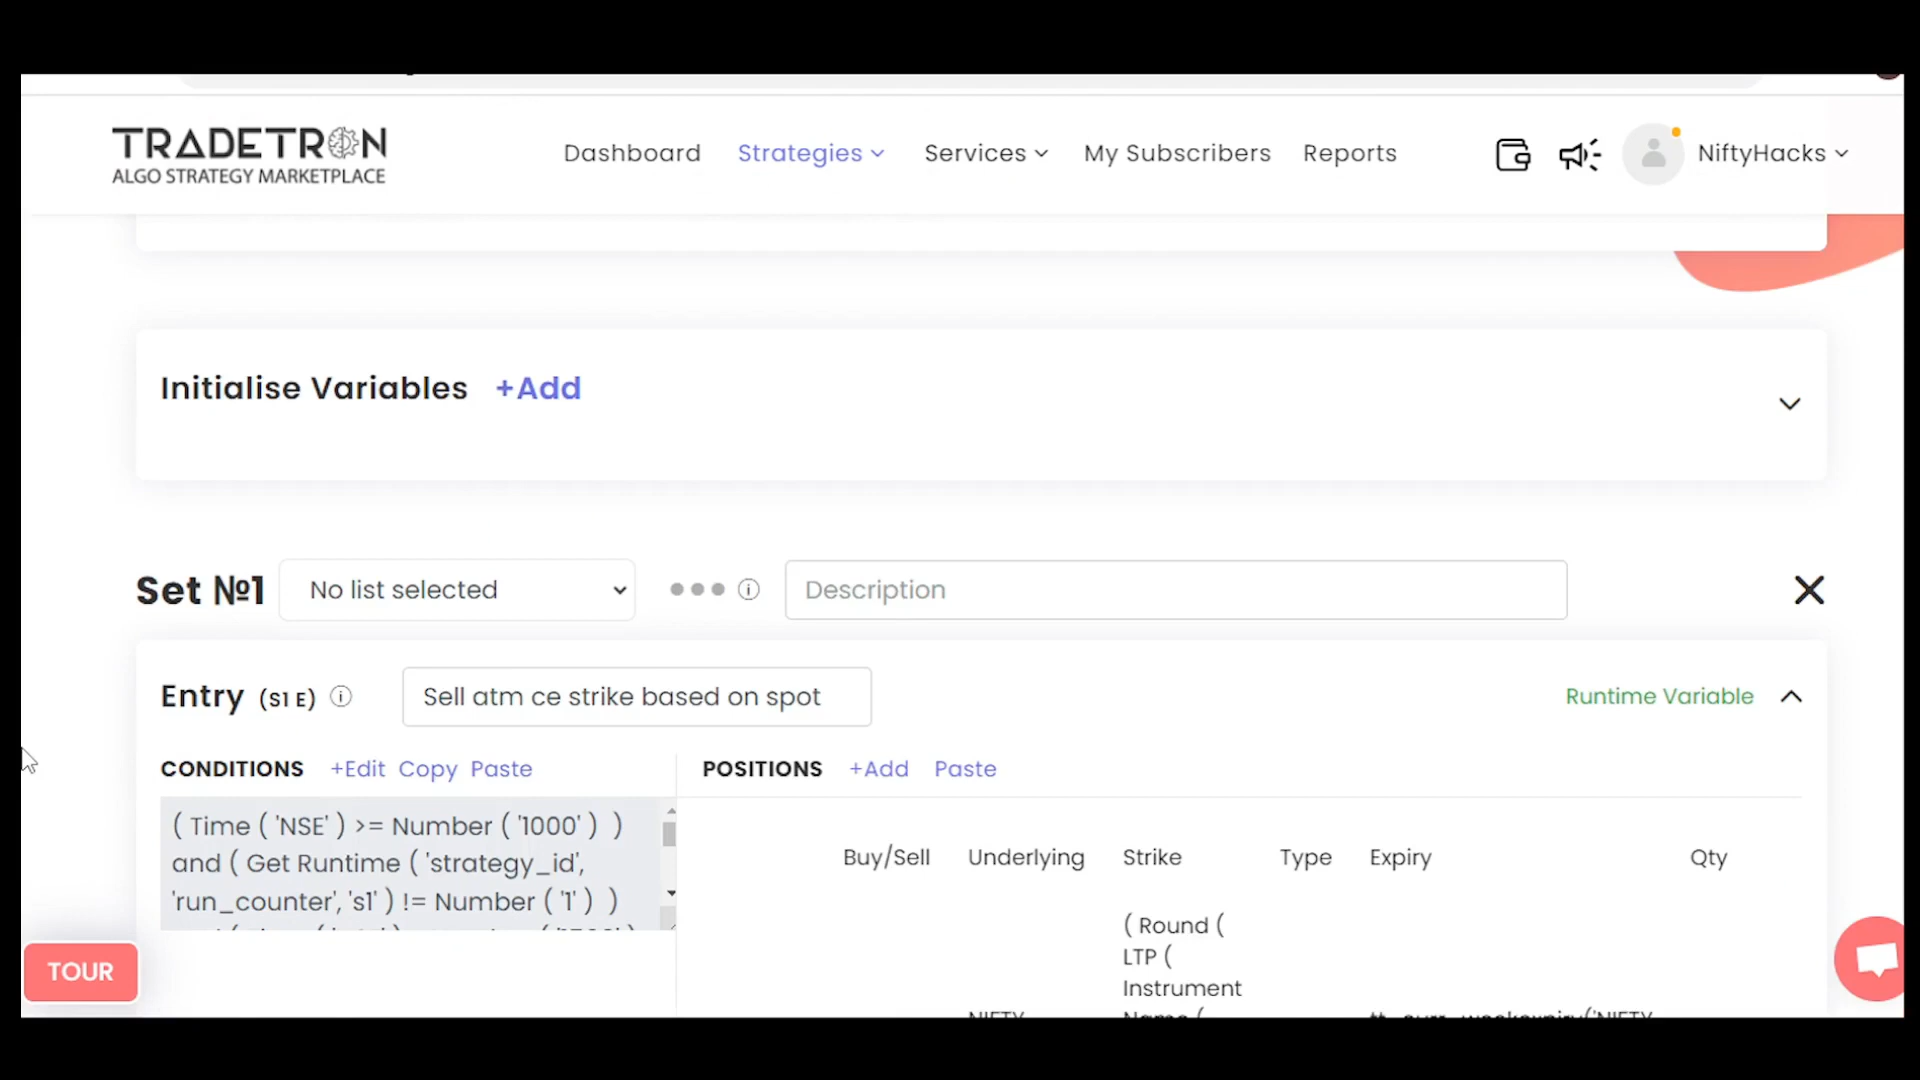 TRADETRON
ALGO STRATEGY MARKETPLACE
Dashboard Strategies Services My Subscribers Reports NiftyHacks
Initialise Variables +Add
Set №1 No list selected Description
Entry (S1 E) Sell atm ce strike based on spot Runtime Variable
CONDITIONS +Edit Copy Paste
( Time ( 'NSE' ) >= Number ( '1000' ) )
and ( Get Runtime ( 'strategy_id',
'run_counter', 's1' ) != Number ( '1' ) )
POSITIONS +Add Paste
Buy/Sell Underlying Strike Type Expiry Qty
( Round (
LTP (
Instrument
NIFTY Name (
TOUR